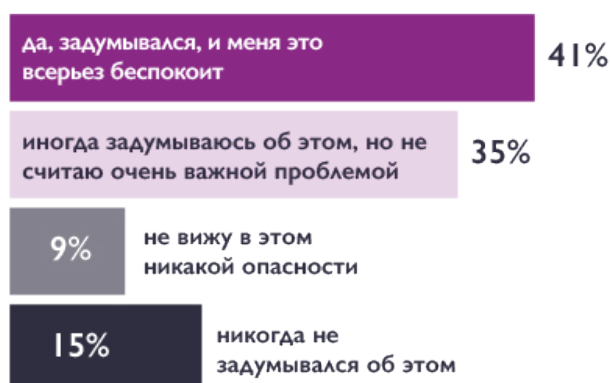 да, задумывался, и меня это
всерьез беспокоит
41%
иногда задумываюсь об этом, но не
считаю очень важной проблемой
35%
9%
не вижу в этом
никакой опасности
15%
никогда не
задумывался об этом